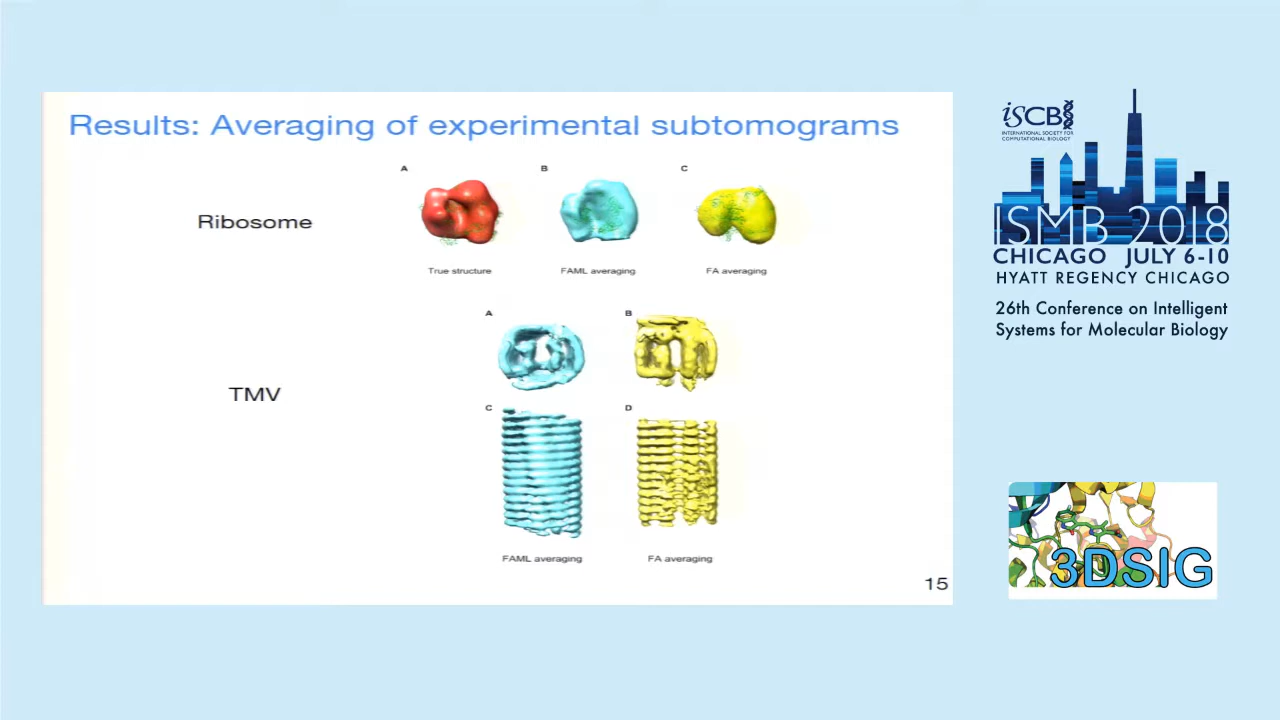 Results: Averaging of experimental subtomograms
A B C
Ribosome
True structure FAML averaging FA averaging
A B
TMV
C D
FAML averaging FA averaging
15
iSCB
INTERNATIONAL SOCIETY FOR
COMPUTATIONAL BIOLOGY
ISMB 2018
CHICAGO JULY 6-10
HYATT REGENCY CHICAGO
26th Conference on Intelligent
Systems for Molecular Biology
3DSIG